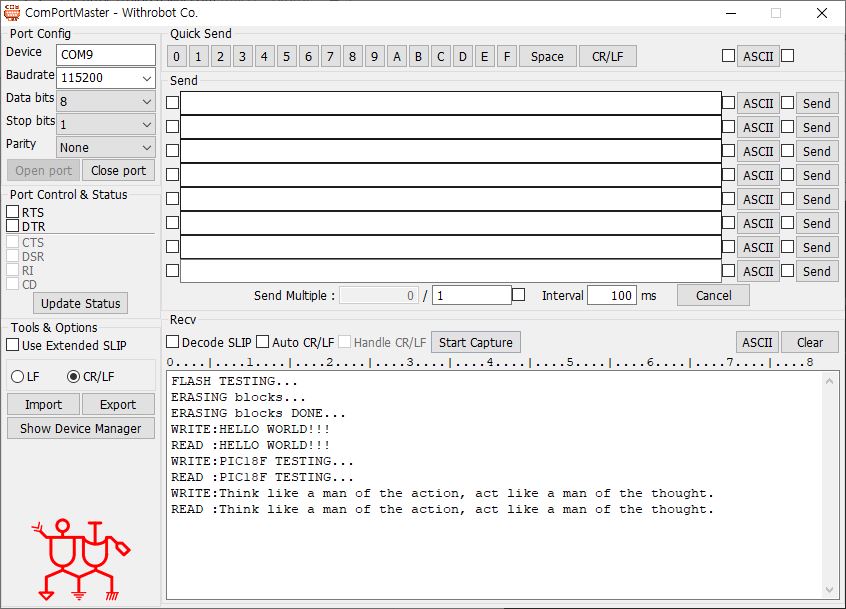 ComPortMaster - Withrobot Co.
Port Config
Device COM9
Baudrate 115200
Data bits 8
Stop bits 1
Parity None
Open port Close port
Port Control & Status
RTS
DTR
CTS
DSR
RI
CD
Update Status
Tools & Options
Use Extended SLIP
LF CR/LF
Import Export
Show Device Manager
Quick Send
0 1 2 3 4 5 6 7 8 9 A B C D E F Space CR/LF ASCII
Send
ASCII Send
ASCII Send
ASCII Send
ASCII Send
ASCII Send
ASCII Send
ASCII Send
ASCII Send
Send Multiple : 0 / 1 Interval 100 ms Cancel
Recv
Decode SLIP Auto CR/LF Handle CR/LF Start Capture ASCII Clear
0....|....1....|....2....|....3....|....4....|....5....|....6....|....7....|....8
FLASH TESTING...
ERASING blocks...
ERASING blocks DONE...
WRITE:HELLO WORLD!!!
READ :HELLO WORLD!!!
WRITE:PIC18F TESTING...
READ :PIC18F TESTING...
WRITE:Think like a man of the action, act like a man of the thought.
READ :Think like a man of the action, act like a man of the thought.